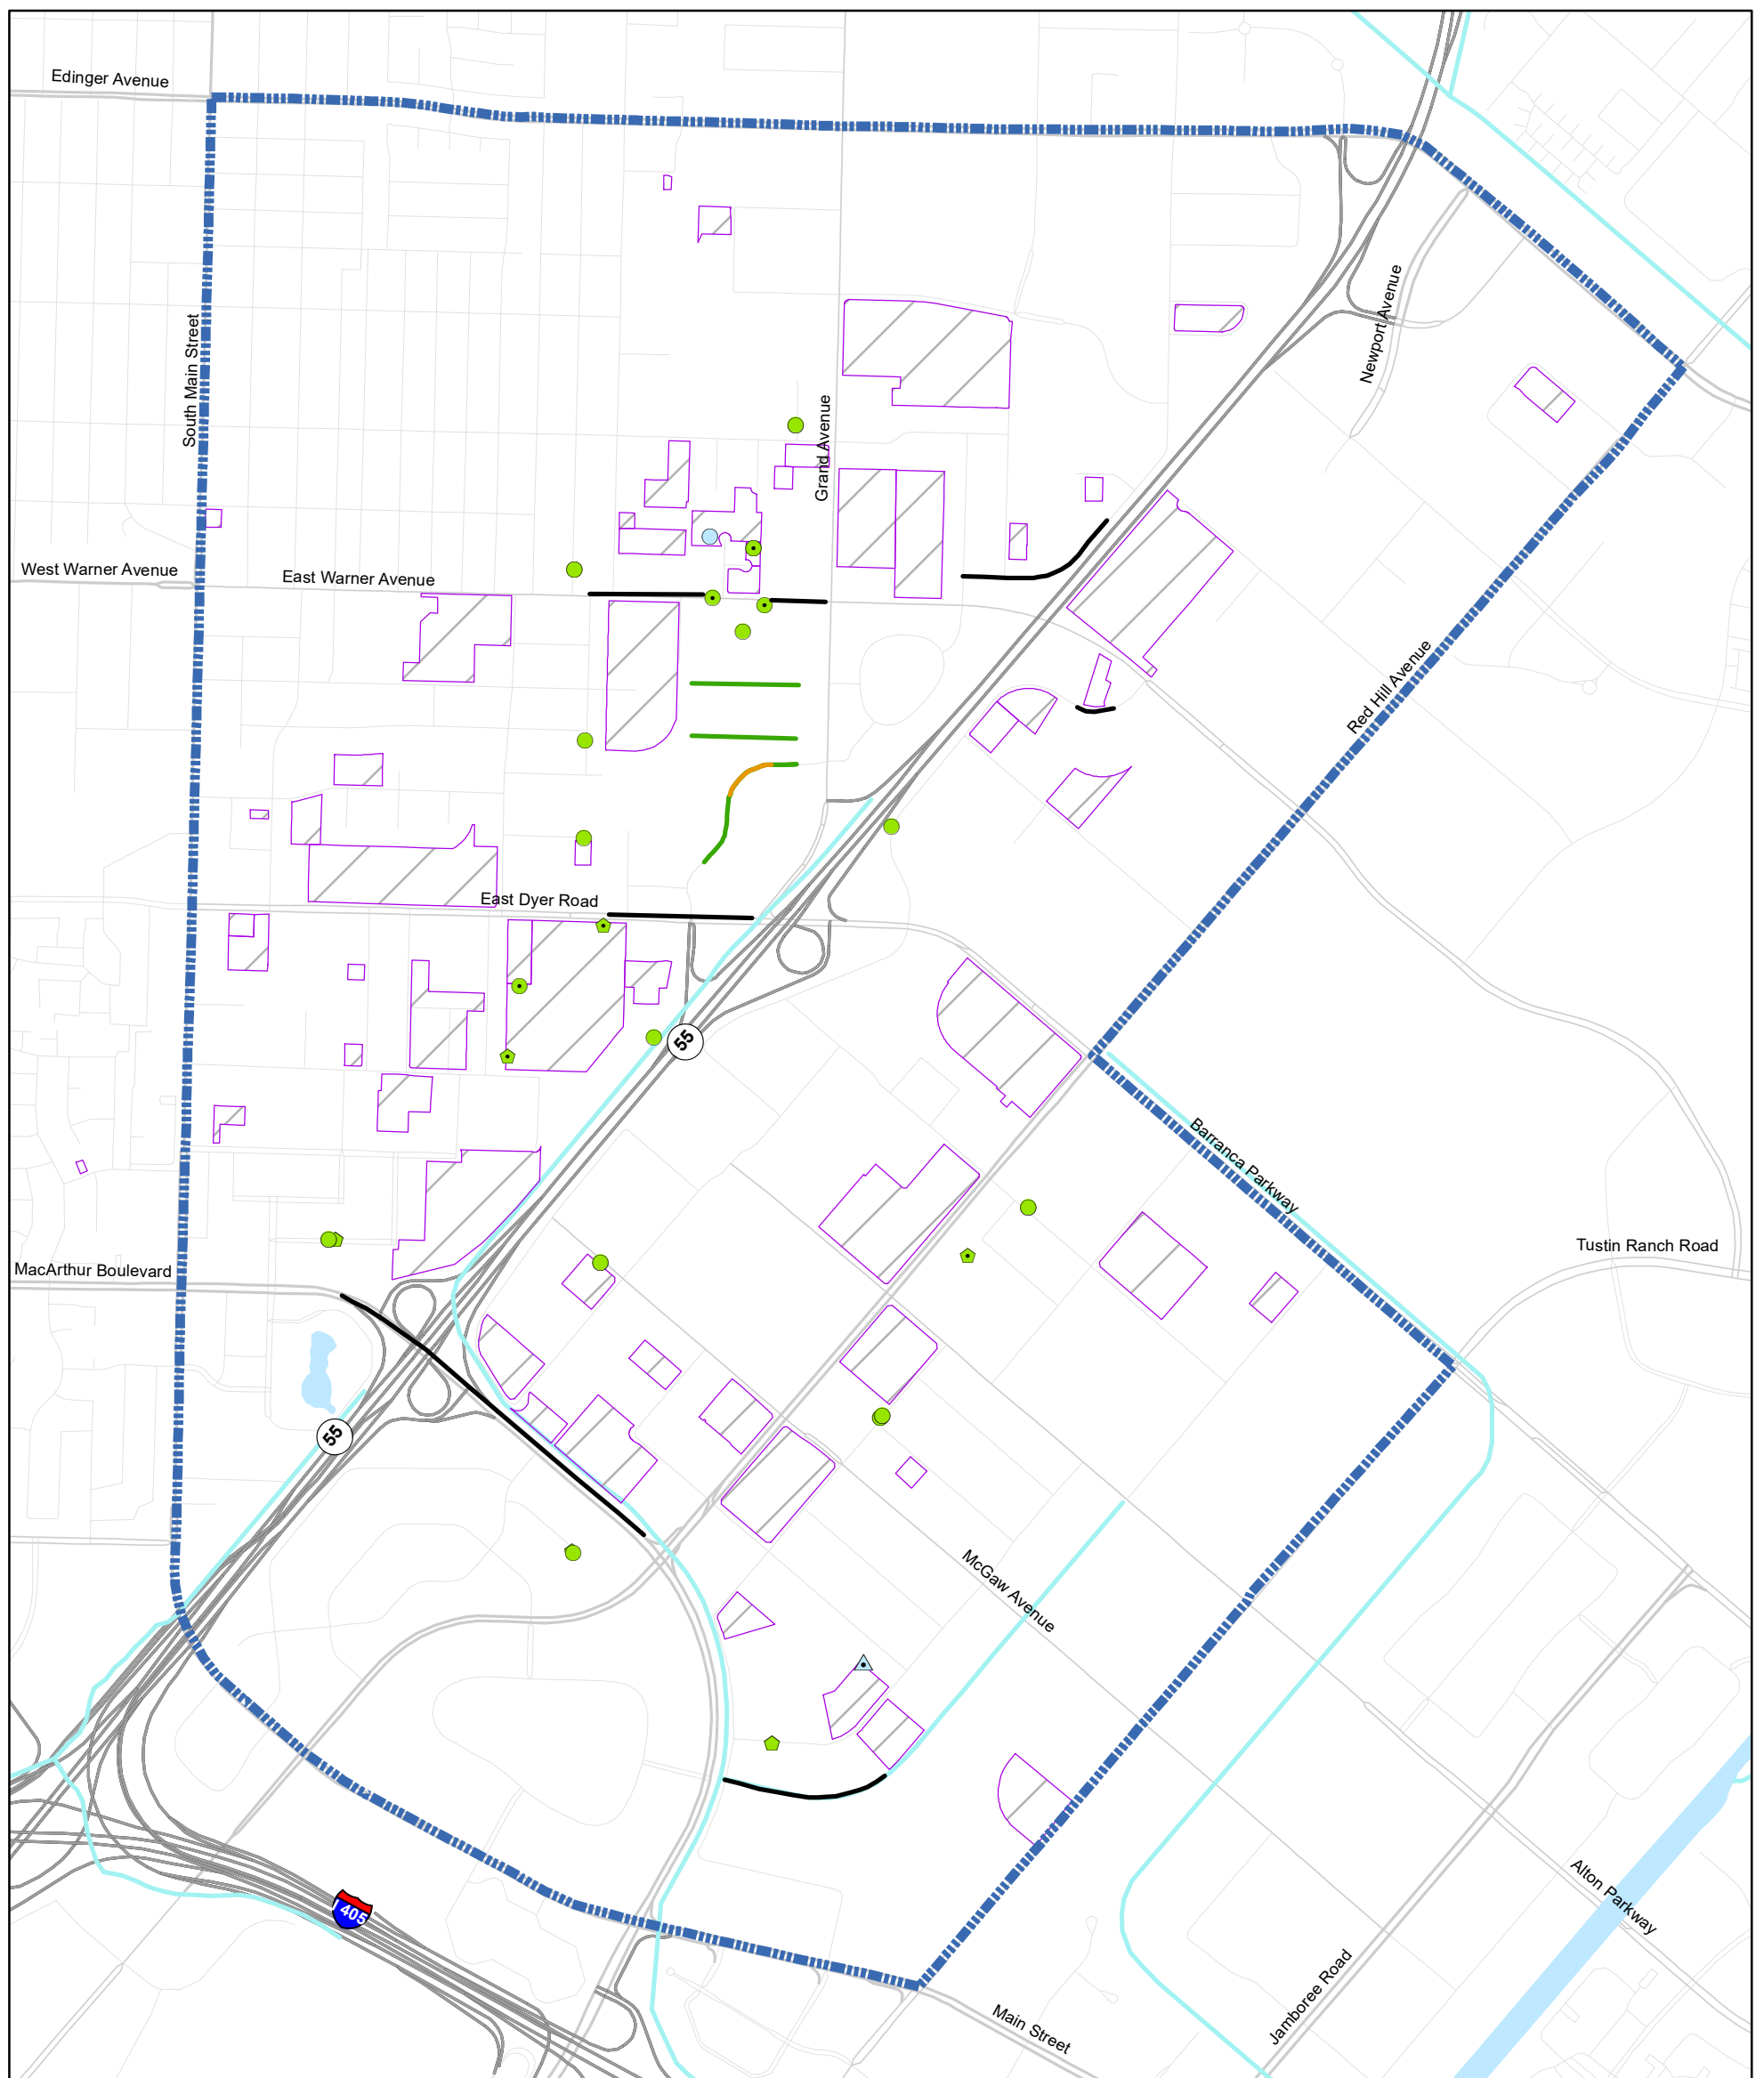 Edinger Avenue
Newport Avenue
South Main Street
Grand Avenue
West Warner Avenue
East Warner Avenue
Red Hill Avenue
East Dyer Road
55
Barranca Parkway
Tustin Ranch Road
MacArthur Boulevard
55
McGaw Avenue
Alton Parkway
405
Jamboree Road
Main Street